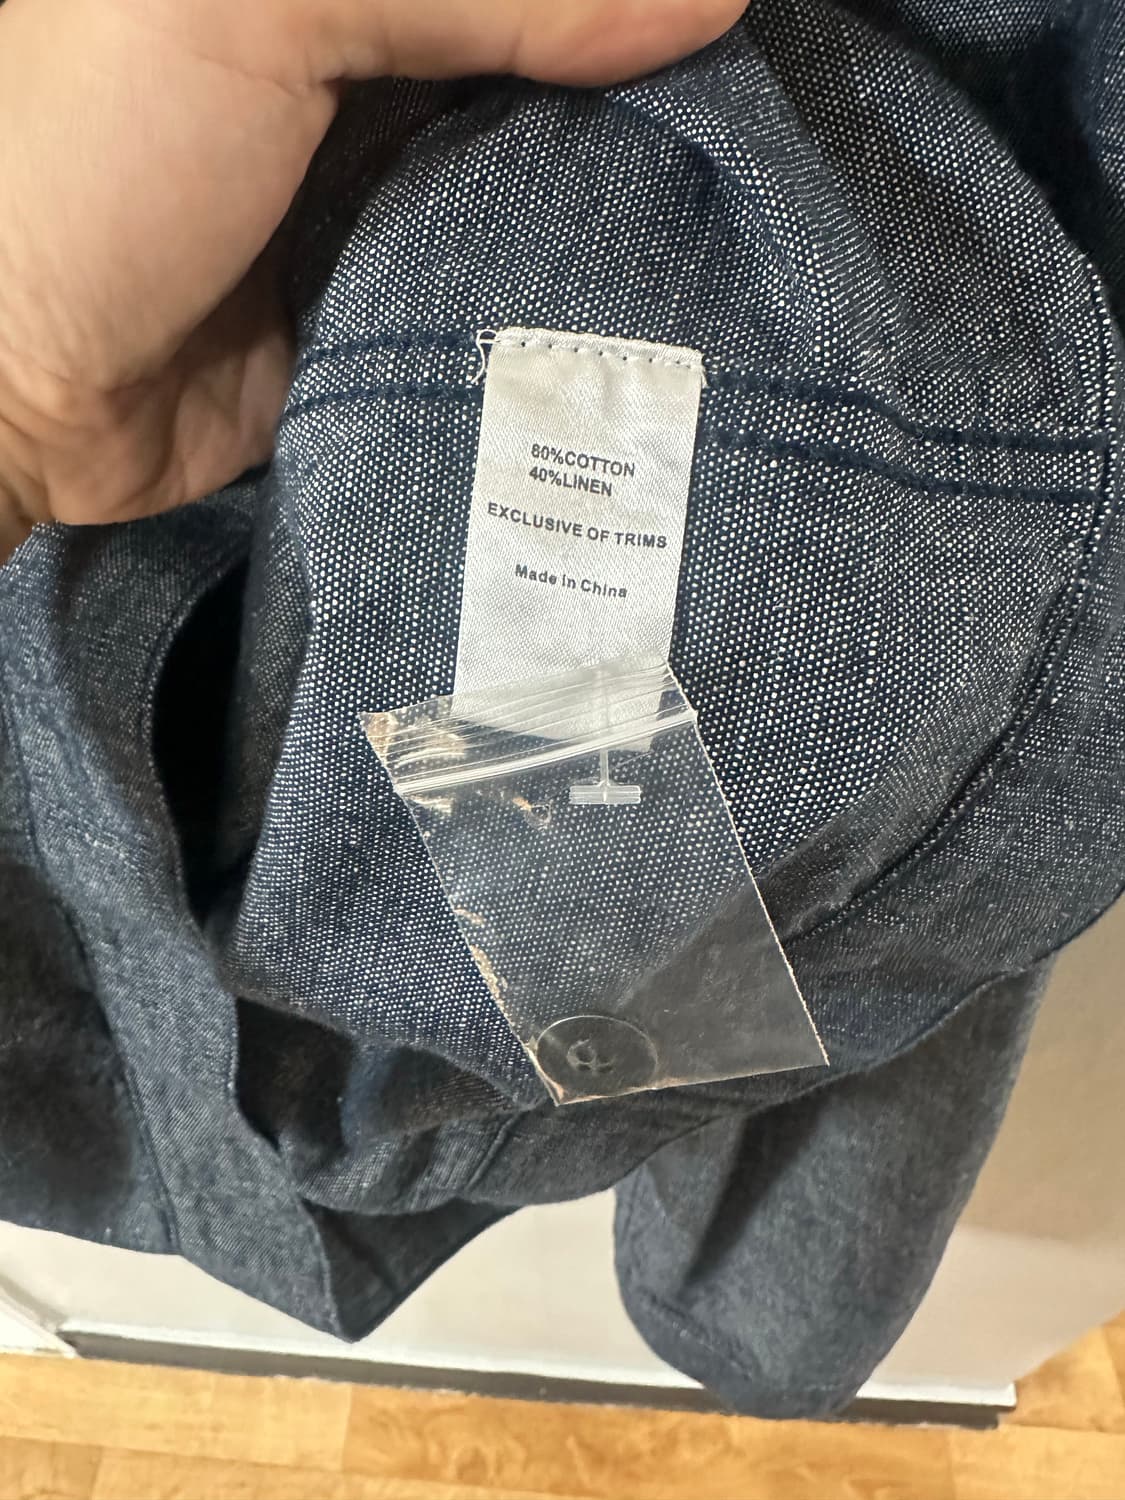 60%COTTON
40%LINEN
EXCLUSIVE OF TRIMS
Made in China